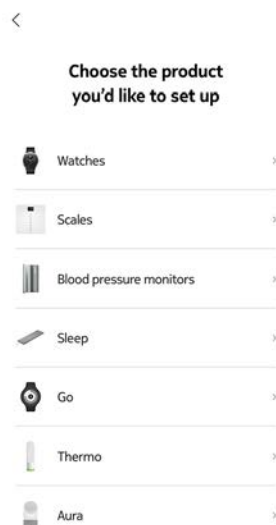 Choose the product
you'd like to set up
Watches
Scales
Blood pressure monitors
Sleep
Go
Thermo
Aura